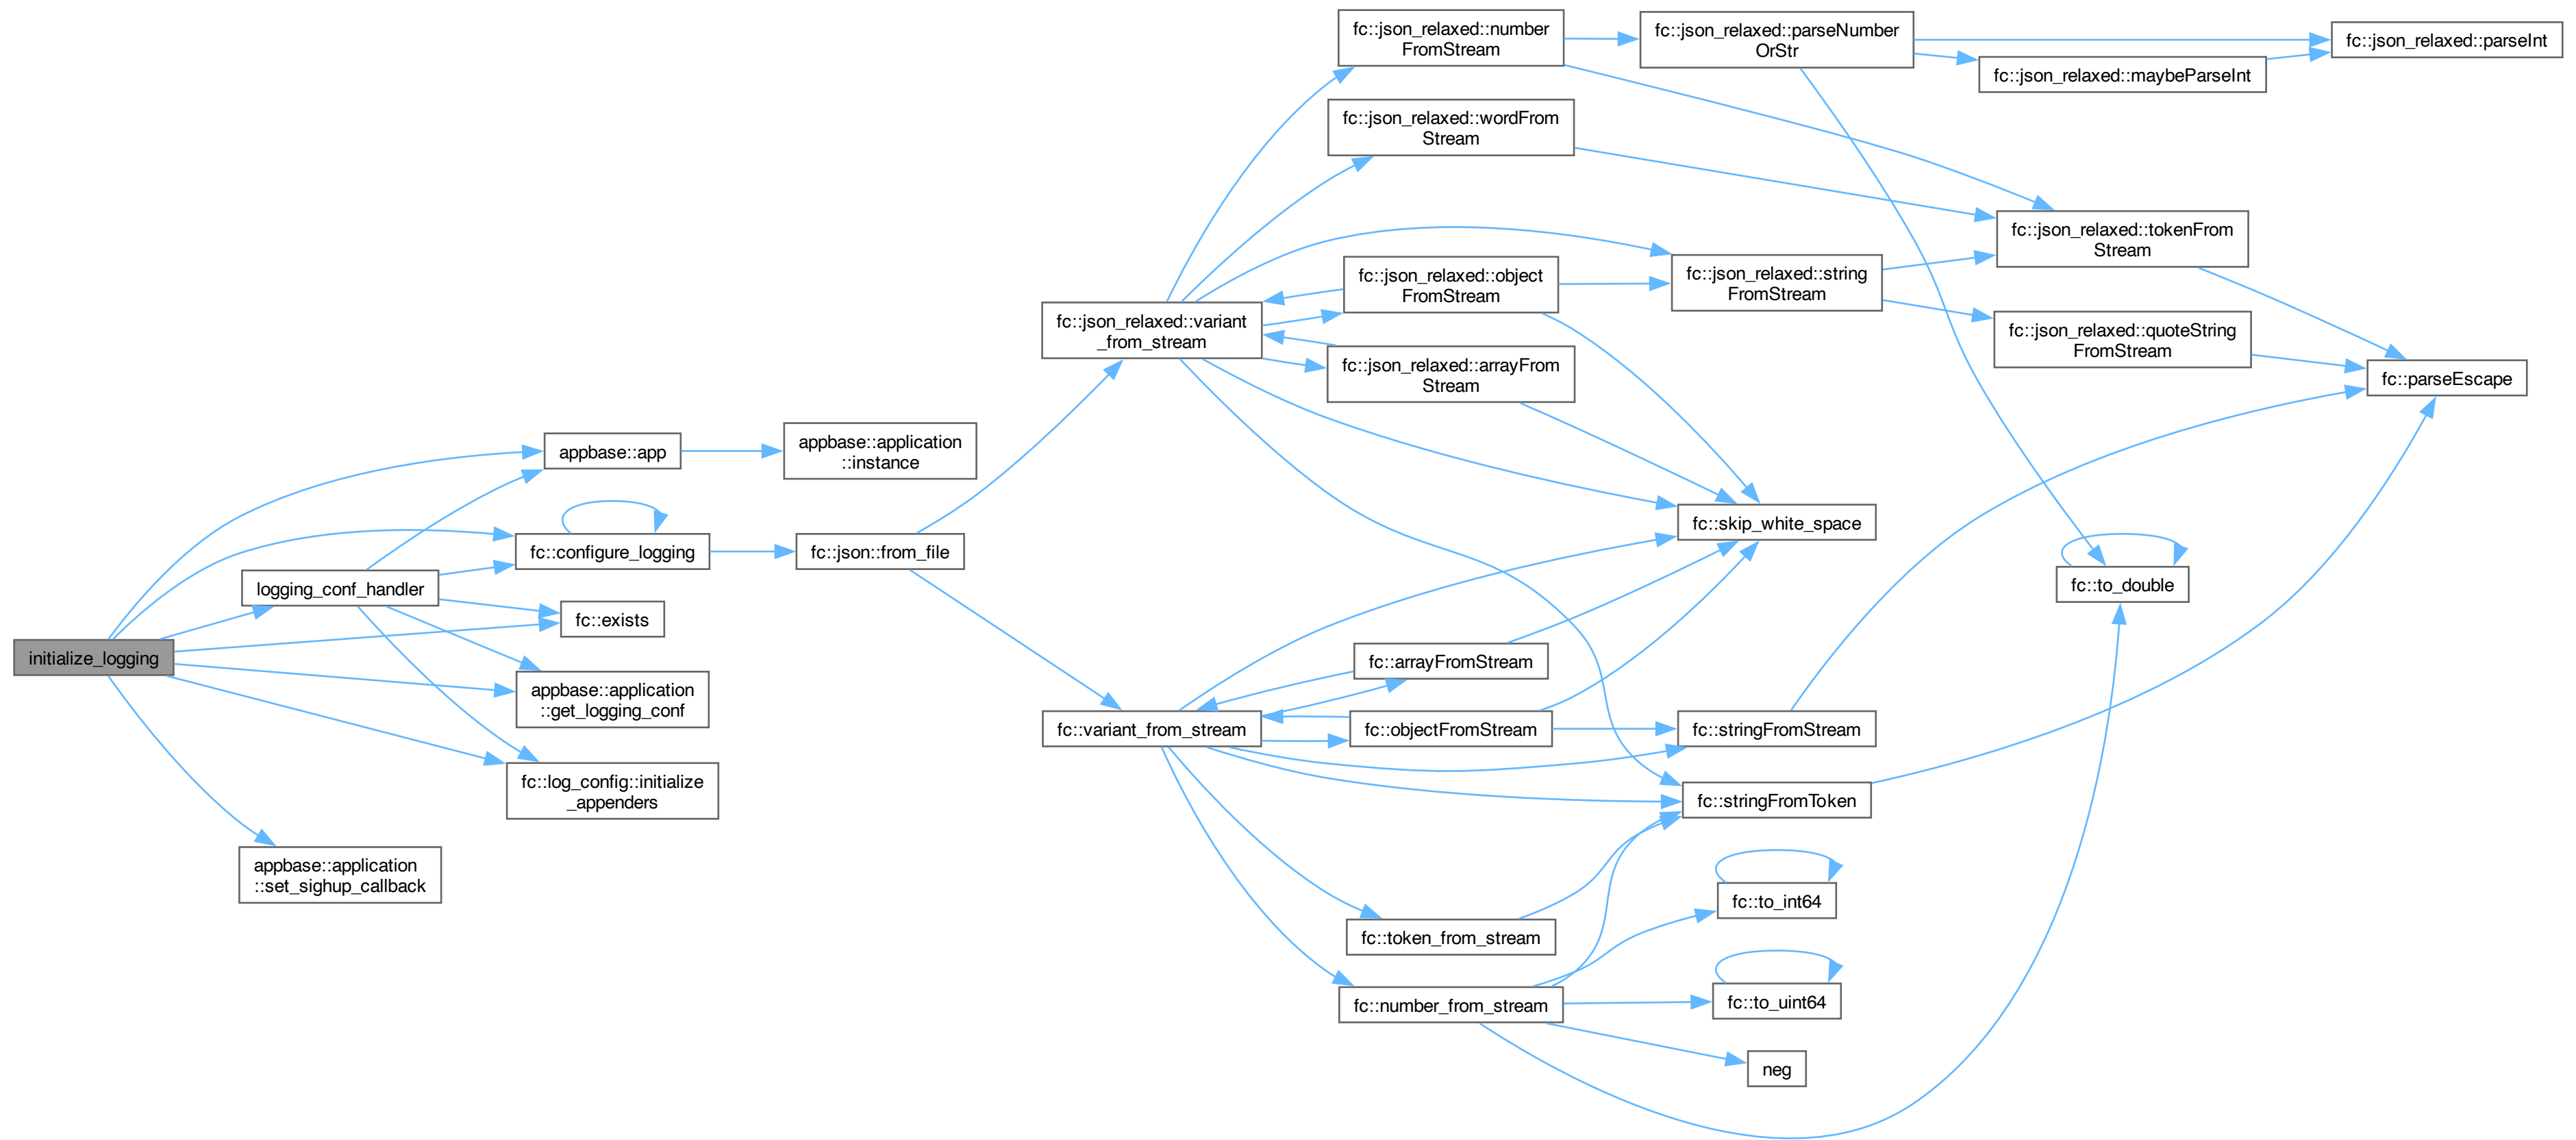 initialize_logging
appbase::app
appbase::application
::instance
fc::configure_logging
logging_conf_handler
fc::exists
appbase::application
::get_logging_conf
fc::log_config::initialize
_appenders
appbase::application
::set_sighup_callback
fc::json::from_file
fc::json_relaxed::variant
_from_stream
fc::variant_from_stream
fc::json_relaxed::number
FromStream
fc::json_relaxed::wordFrom
Stream
fc::json_relaxed::object
FromStream
fc::json_relaxed::arrayFrom
Stream
fc::arrayFromStream
fc::objectFromStream
fc::token_from_stream
fc::number_from_stream
fc::json_relaxed::parseNumber
OrStr
fc::json_relaxed::string
FromStream
fc::skip_white_space
fc::stringFromStream
fc::stringFromToken
fc::to_int64
fc::to_uint64
neg
fc::json_relaxed::maybeParseInt
fc::json_relaxed::tokenFrom
Stream
fc::json_relaxed::quoteString
FromStream
fc::to_double
fc::json_relaxed::parseInt
fc::parseEscape